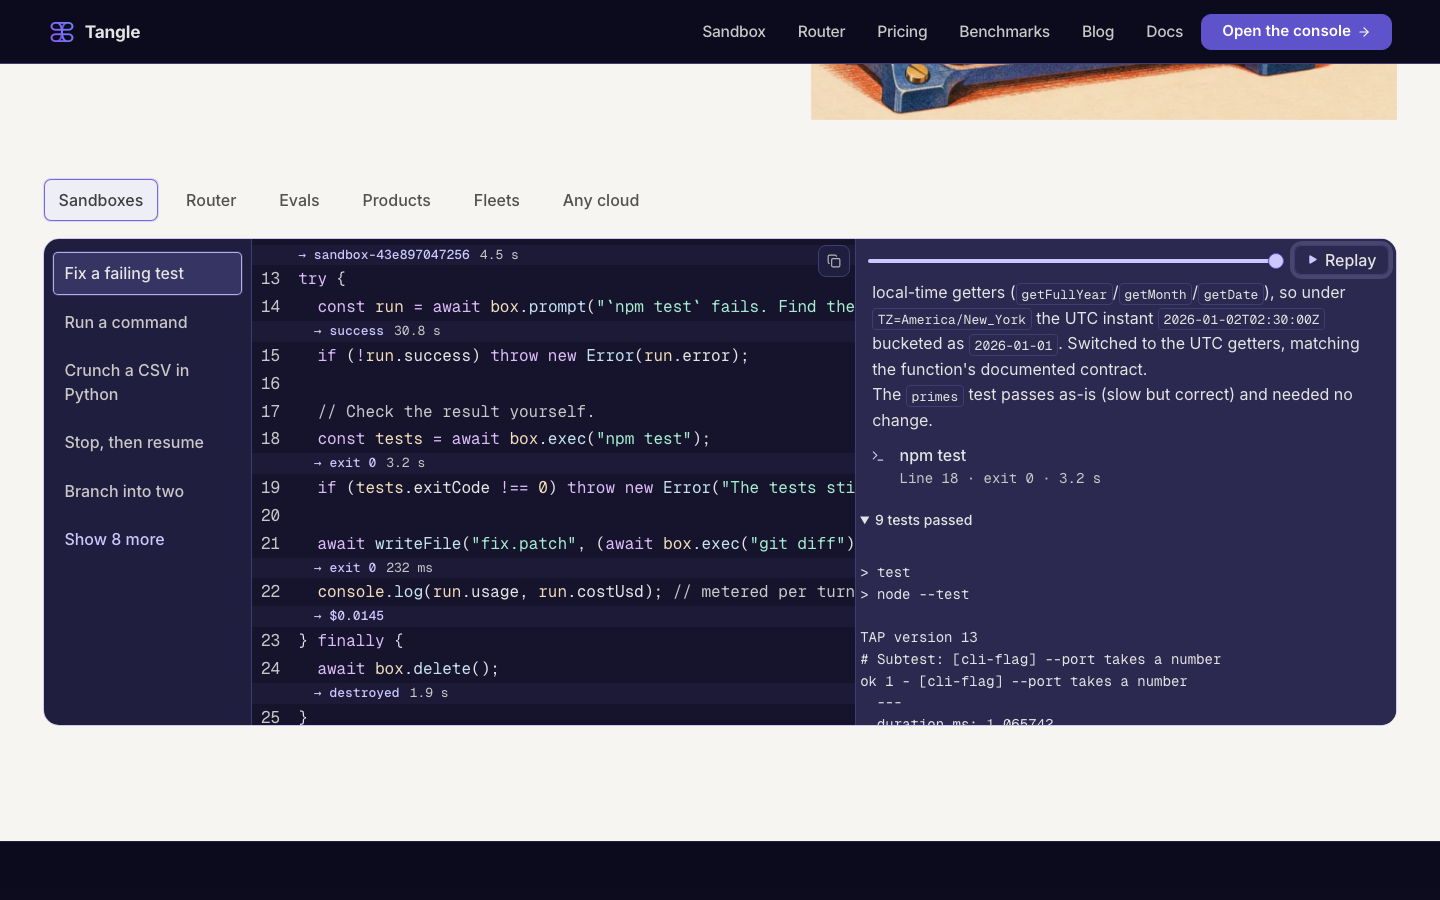 Tangle
Sandbox Router Pricing Benchmarks Blog Docs Open the console →
Sandboxes Router Evals Products Fleets Any cloud
Fix a failing test
Run a command
Crunch a CSV in
Python
Stop, then resume
Branch into two
Show 8 more
→ sandbox-43e897047256 4.5 s
13 try {
14 const run = await box.prompt("`npm test` fails. Find the
→ success 30.8 s
15 if (!run.success) throw new Error(run.error);
16
17 // Check the result yourself.
18 const tests = await box.exec("npm test");
→ exit 0 3.2 s
19 if (tests.exitCode !== 0) throw new Error("The tests sti
20
21 await writeFile("fix.patch", (await box.exec("git diff")
→ exit 0 232 ms
22 console.log(run.usage, run.costUsd); // metered per turn
→ $0.0145
23 } finally {
24 await box.delete();
→ destroyed 1.9 s
25 }
Replay
local-time getters (getFullYear/getMonth/getDate), so under
TZ=America/New_York the UTC instant 2026-01-02T02:30:00Z
bucketed as 2026-01-01. Switched to the UTC getters, matching
the function's documented contract.
The primes test passes as-is (slow but correct) and needed no
change.
npm test
Line 18 · exit 0 · 3.2 s
▼ 9 tests passed
> test
> node --test
TAP version 13
# Subtest: [cli-flag] --port takes a number
ok 1 - [cli-flag] --port takes a number
---
duration_ms: 1.065742